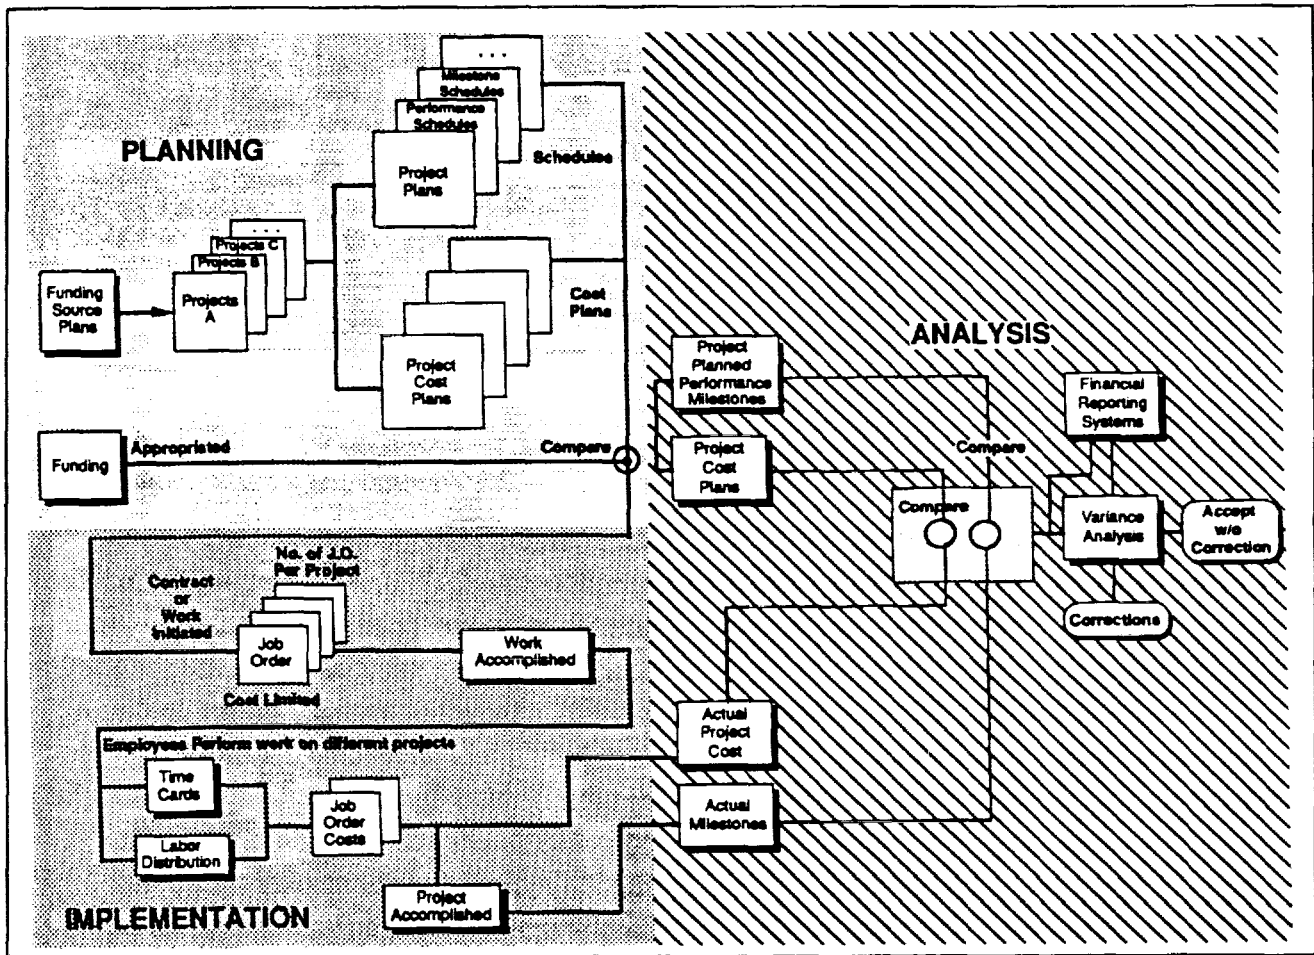 PLANNING
. . .
Milestone
Schedules
Performance
Schedules
Project
Plans
Schedules
. . .
Projects C
Projects B
Projects
A
Funding
Source
Plans
Cost
Plans
Project
Cost
Plans
Funding
Appropriated
Compare
ANALYSIS
Project
Planned
Performance
Milestones
Project
Cost
Plans
Financial
Reporting
Systems
Compare
Compare
Variance
Analysis
Accept
w/o
Correction
Corrections
No. of J.O.
Per Project
Contract
or
Work
Initiated
Job
Order
Cost Limited
Work
Accomplished
Employees Perform work on different projects
Time
Cards
Labor
Distribution
Job
Order
Costs
Project
Accomplished
Actual
Project
Cost
Actual
Milestones
IMPLEMENTATION